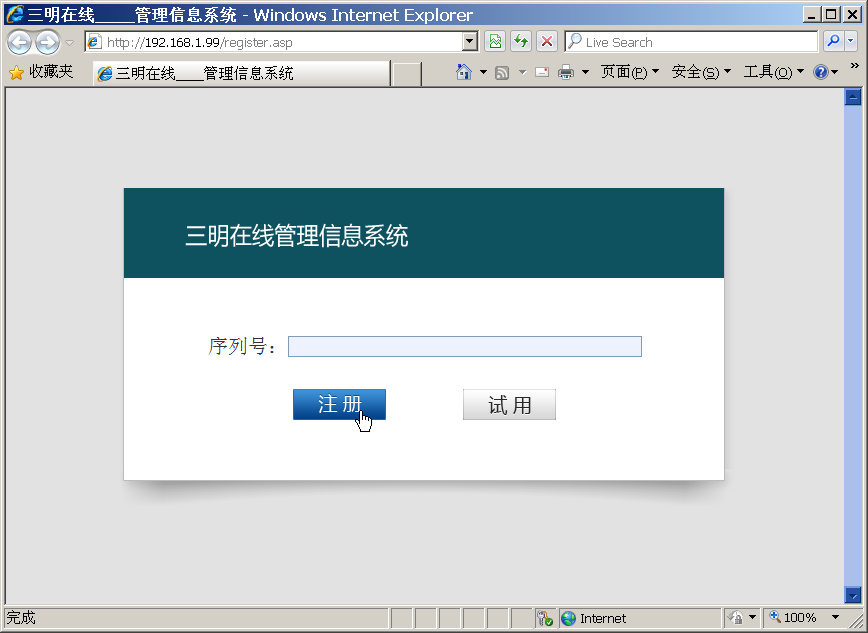 三明在线____管理信息系统 - Windows Internet Explorer
http://192.168.1.99/register.asp
Live Search
收藏夹
三明在线___管理信息系统
页面(P)
安全(S)
工具(O)
三明在线管理信息系统
序列号：
注 册
试 用
完成
Internet
100%